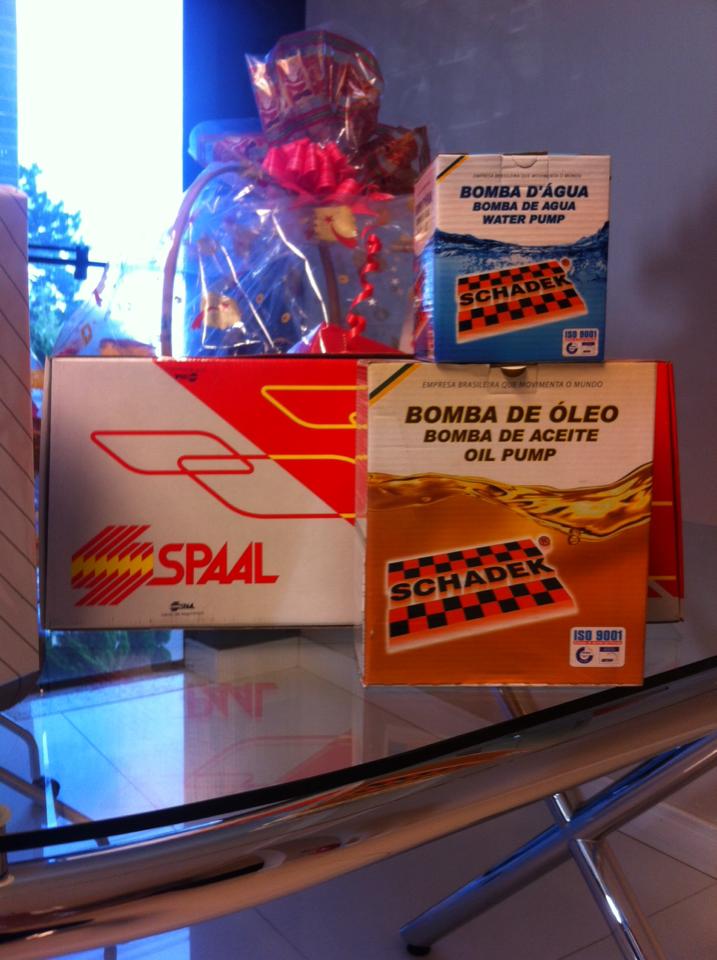 EMPRESA BRASILEIRA QUE MOVIMENTA O MUNDO
BOMBA D'ÁGUA
BOMBA DE AGUA
WATER PUMP
SCHADEK®
ISO 9001
EMPRESA BRASILEIRA QUE MOVIMENTA O MUNDO
BOMBA DE ÓLEO
BOMBA DE ACEITE
OIL PUMP
SCHADEK®
ISO 9001
SPAAL